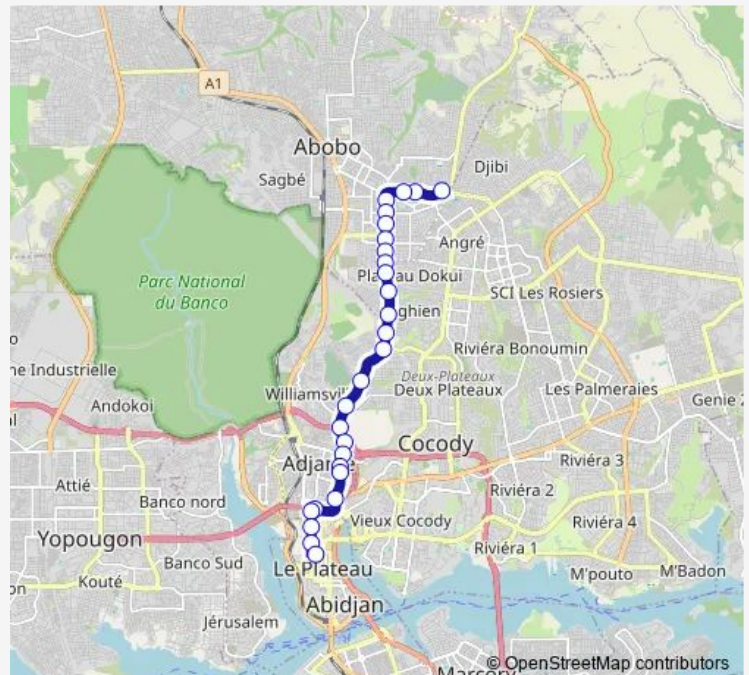 A1
Abobo
Djibi
Sagbé
Angré
Parc National
du Banco
Plateau Dokui
SCI Les Rosiers
ghien
Riviéra Bonoumin
ne Industrielle
Deux-Plateaux
Williamsvil
Deux Plateaux
Les Palmeraies
Andokoi
Genie 2
Cocody
Adjamé
Riviéra 3
Attié
Riviéra 2
Banco nord
Vieux Cocody
Riviéra 4
Yopougon
Riviéra 1
Banco Sud
Le Plateau
M'pouto
M'Badon
Kouté
Abidjan
Jérusalem
© OpenStreetMap contributors